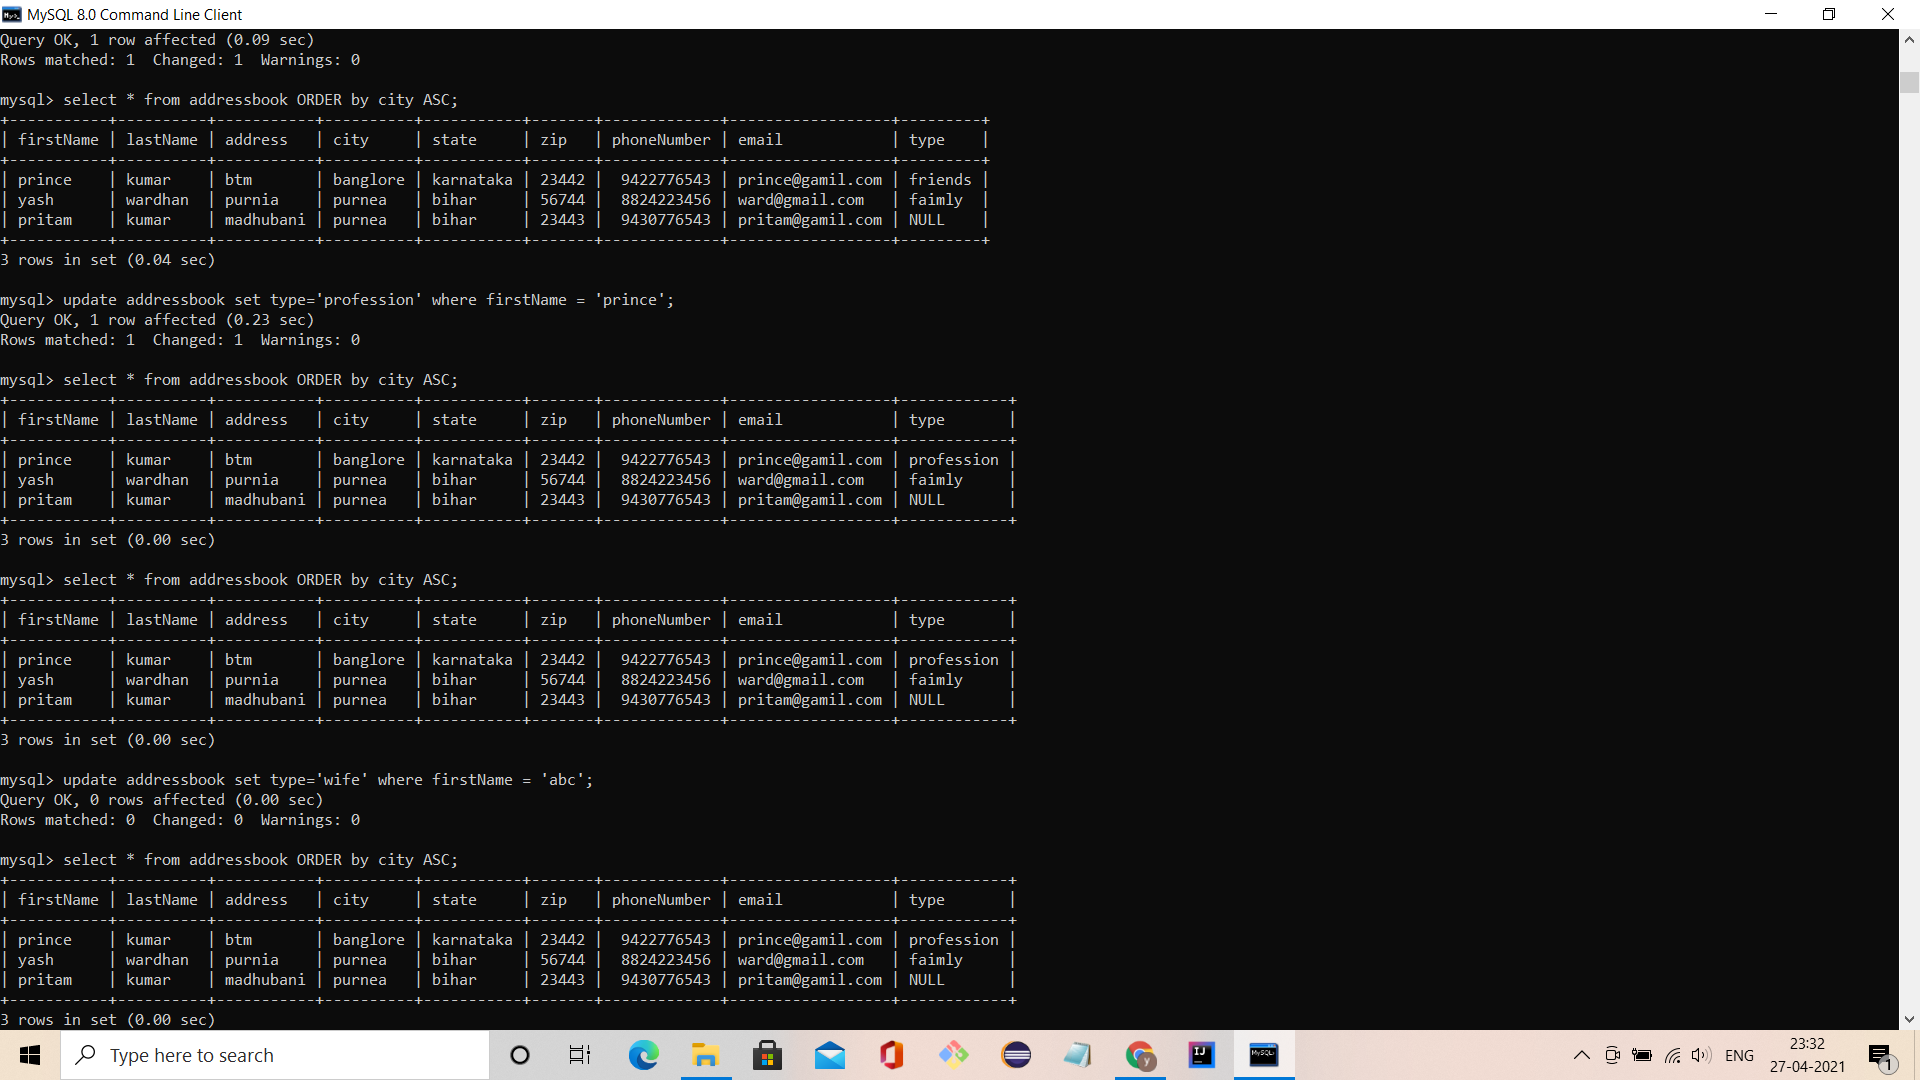 MySQL 8.0 Command Line Client
Query OK, 1 row affected (0.09 sec)
Rows matched: 1  Changed: 1  Warnings: 0
mysql> select * from addressbook ORDER by city ASC;
+-----------+----------+-----------+----------+-----------+-------+-------------+------------------+---------+
| firstName | lastName | address   | city     | state     | zip   | phoneNumber | email            | type    |
+-----------+----------+-----------+----------+-----------+-------+-------------+------------------+---------+
| prince    | kumar    | btm       | banglore | karnataka | 23442 |  9422776543 | prince@gamil.com | friends |
| yash      | wardhan  | purnia    | purnea   | bihar     | 56744 |  8824223456 | ward@gmail.com   | faimly  |
| pritam    | kumar    | madhubani | purnea   | bihar     | 23443 |  9430776543 | pritam@gamil.com | NULL    |
+-----------+----------+-----------+----------+-----------+-------+-------------+------------------+---------+
3 rows in set (0.04 sec)
mysql> update addressbook set type='profession' where firstName = 'prince';
Query OK, 1 row affected (0.23 sec)
Rows matched: 1  Changed: 1  Warnings: 0
mysql> select * from addressbook ORDER by city ASC;
+-----------+----------+-----------+----------+-----------+-------+-------------+------------------+------------+
| firstName | lastName | address   | city     | state     | zip   | phoneNumber | email            | type       |
+-----------+----------+-----------+----------+-----------+-------+-------------+------------------+------------+
| prince    | kumar    | btm       | banglore | karnataka | 23442 |  9422776543 | prince@gamil.com | profession |
| yash      | wardhan  | purnia    | purnea   | bihar     | 56744 |  8824223456 | ward@gmail.com   | faimly     |
| pritam    | kumar    | madhubani | purnea   | bihar     | 23443 |  9430776543 | pritam@gamil.com | NULL       |
+-----------+----------+-----------+----------+-----------+-------+-------------+------------------+------------+
3 rows in set (0.00 sec)
mysql> select * from addressbook ORDER by city ASC;
+-----------+----------+-----------+----------+-----------+-------+-------------+------------------+------------+
| firstName | lastName | address   | city     | state     | zip   | phoneNumber | email            | type       |
+-----------+----------+-----------+----------+-----------+-------+-------------+------------------+------------+
| prince    | kumar    | btm       | banglore | karnataka | 23442 |  9422776543 | prince@gamil.com | profession |
| yash      | wardhan  | purnia    | purnea   | bihar     | 56744 |  8824223456 | ward@gmail.com   | faimly     |
| pritam    | kumar    | madhubani | purnea   | bihar     | 23443 |  9430776543 | pritam@gamil.com | NULL       |
+-----------+----------+-----------+----------+-----------+-------+-------------+------------------+------------+
3 rows in set (0.00 sec)
mysql> update addressbook set type='wife' where firstName = 'abc';
Query OK, 0 rows affected (0.00 sec)
Rows matched: 0  Changed: 0  Warnings: 0
mysql> select * from addressbook ORDER by city ASC;
+-----------+----------+-----------+----------+-----------+-------+-------------+------------------+------------+
| firstName | lastName | address   | city     | state     | zip   | phoneNumber | email            | type       |
+-----------+----------+-----------+----------+-----------+-------+-------------+------------------+------------+
| prince    | kumar    | btm       | banglore | karnataka | 23442 |  9422776543 | prince@gamil.com | profession |
| yash      | wardhan  | purnia    | purnea   | bihar     | 56744 |  8824223456 | ward@gmail.com   | faimly     |
| pritam    | kumar    | madhubani | purnea   | bihar     | 23443 |  9430776543 | pritam@gamil.com | NULL       |
+-----------+----------+-----------+----------+-----------+-------+-------------+------------------+------------+
3 rows in set (0.00 sec)
Type here to search
y
IJ
MySQL
ENG
23:32
27-04-2021
1